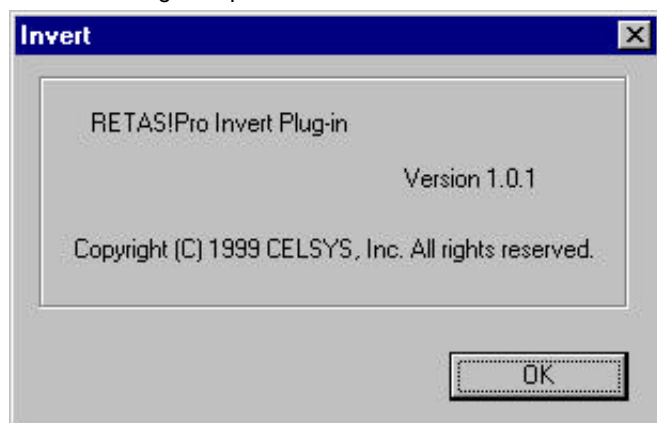 Invert
RETAS!Pro Invert Plug-in
Version 1.0.1
Copyright (C) 1999 CELSYS, Inc. All rights reserved.
OK